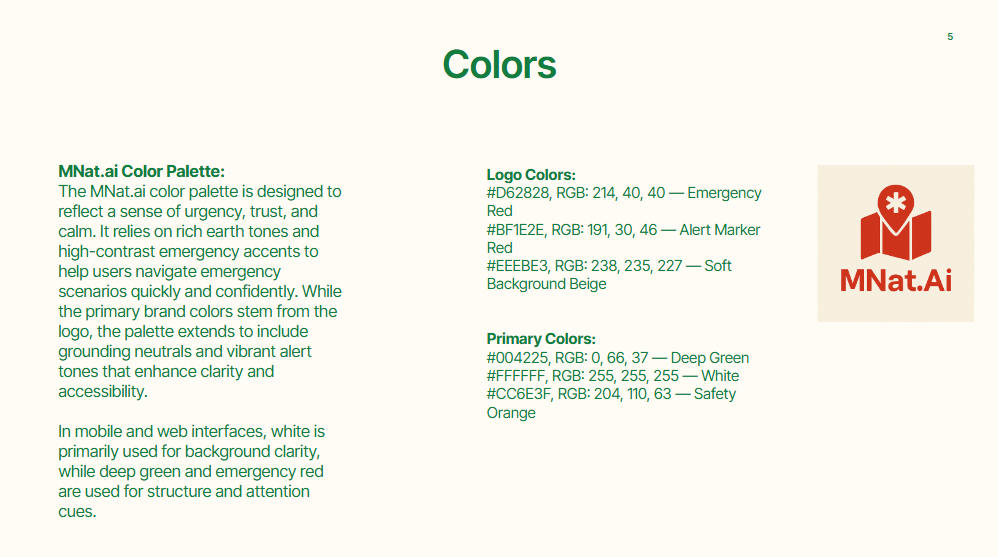 5
Colors
MNat.ai Color Palette:
The MNat.ai color palette is designed to
reflect a sense of urgency, trust, and
calm. It relies on rich earth tones and
high-contrast emergency accents to
help users navigate emergency
scenarios quickly and confidently. While
the primary brand colors stem from the
logo, the palette extends to include
grounding neutrals and vibrant alert
tones that enhance clarity and
accessibility.
In mobile and web interfaces, white is
primarily used for background clarity,
while deep green and emergency red
are used for structure and attention
cues.
Logo Colors:
#D62828, RGB: 214, 40, 40 — Emergency
Red
#BF1E2E, RGB: 191, 30, 46 — Alert Marker
Red
#EEEBE3, RGB: 238, 235, 227 — Soft
Background Beige
Primary Colors:
#004225, RGB: 0, 66, 37 — Deep Green
#FFFFFF, RGB: 255, 255, 255 — White
#CC6E3F, RGB: 204, 110, 63 — Safety
Orange
MNat.Ai